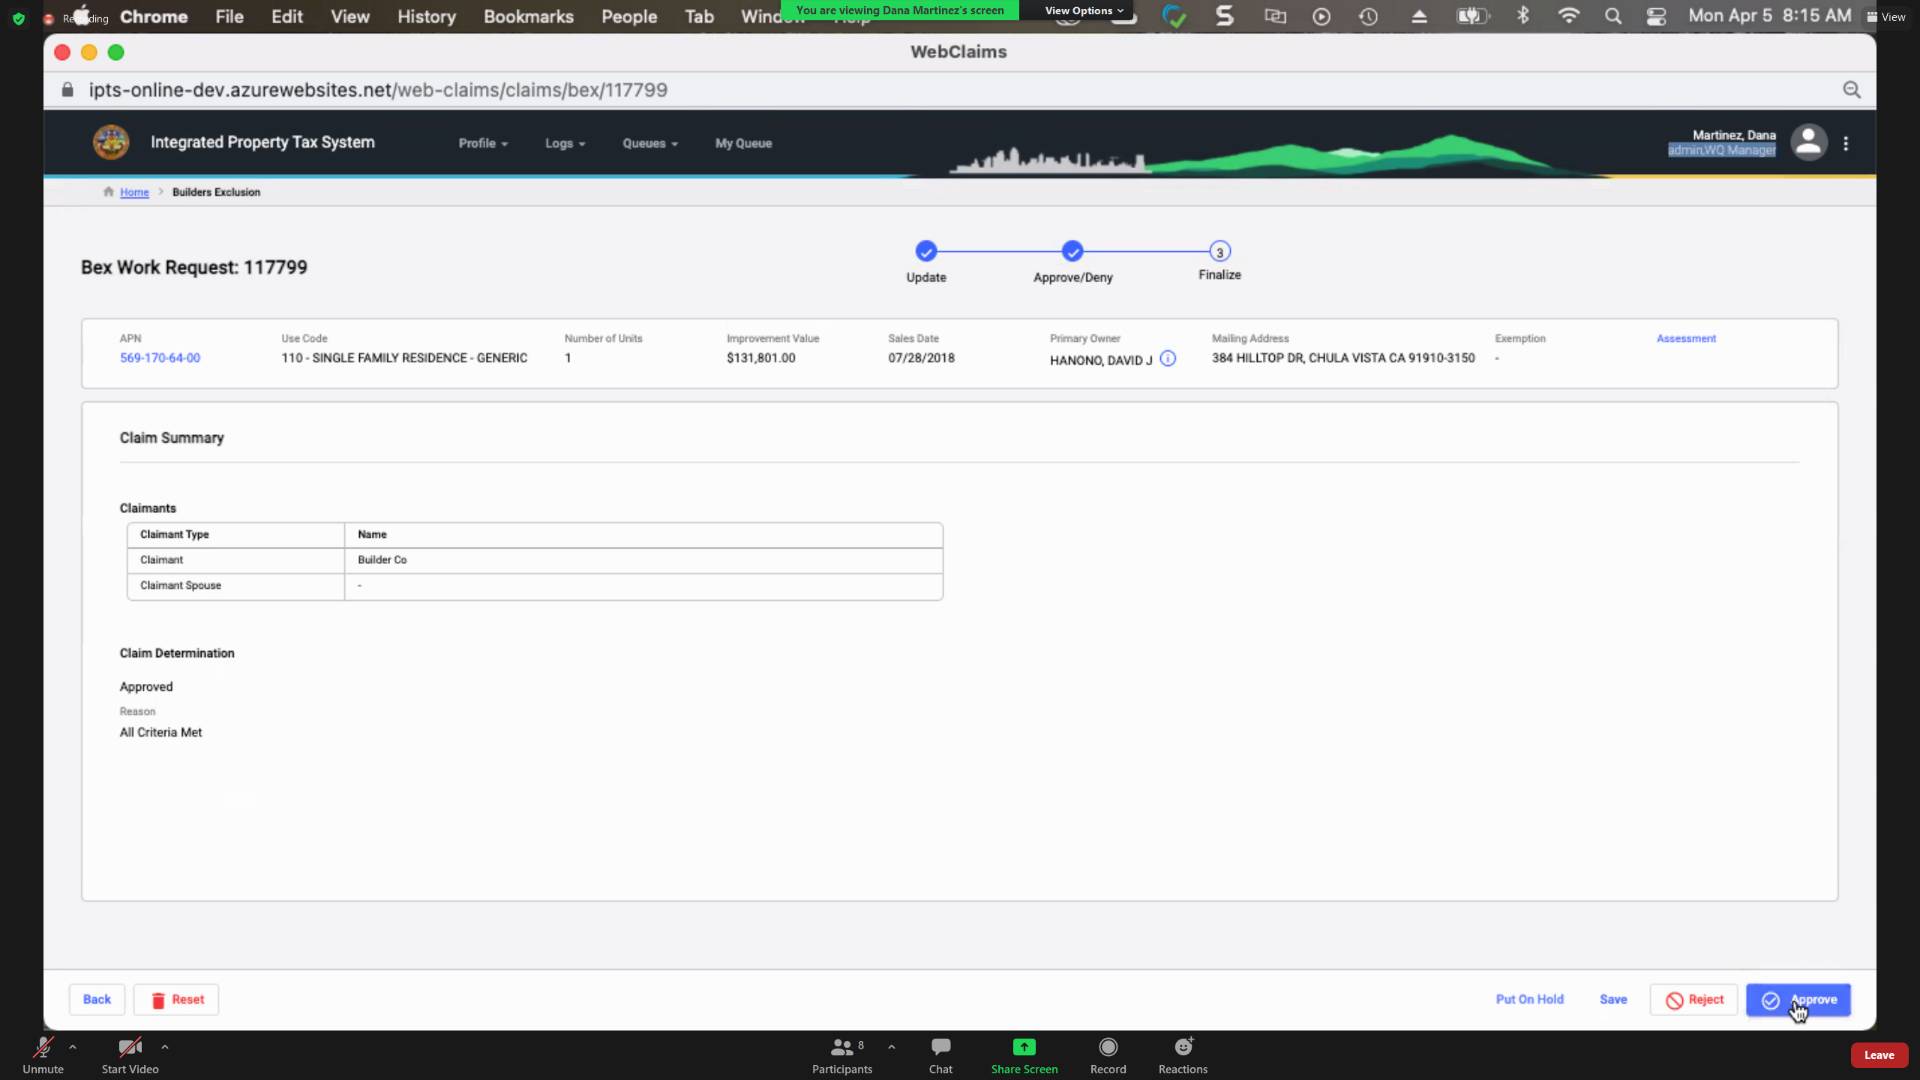 Recording
Chrome File Edit View History Bookmarks People Tab Window Help
You are viewing Dana Martinez's screen View Options
Mon Apr 5 8:15 AM View
WebClaims
ipts-online-dev.azurewebsites.net/web-claims/claims/bex/117799
Integrated Property Tax System Profile Logs Queues My Queue
Martinez, Dana
admin,WQ Manager
Home > Builders Exclusion
Bex Work Request: 117799
3
Update Approve/Deny Finalize
APN Use Code Number of Units Improvement Value Sales Date Primary Owner Mailing Address Exemption Assessment
569-170-64-00 110 - SINGLE FAMILY RESIDENCE - GENERIC 1 $131,801.00 07/28/2018 HANONO, DAVID J 384 HILLTOP DR, CHULA VISTA CA 91910-3150 -
Claim Summary
Claimants
Claimant Type Name
Claimant Builder Co
Claimant Spouse -
Claim Determination
Approved
Reason
All Criteria Met
Back Reset Put On Hold Save Reject Approve
8
Unmute Start Video Participants Chat Share Screen Record Reactions Leave